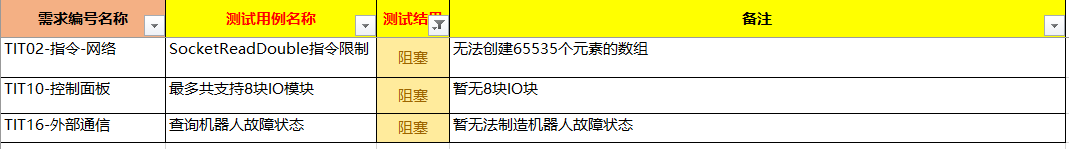 需求编号名称 测试用例名称 测试结果 备注
TIT02-指令-网络 SocketReadDouble指令限制 阻塞 无法创建65535个元素的数组
TIT10-控制面板 最多共支持8块IO模块 阻塞 暂无8块IO块
TIT16-外部通信 查询机器人故障状态 阻塞 暂无法制造机器人故障状态